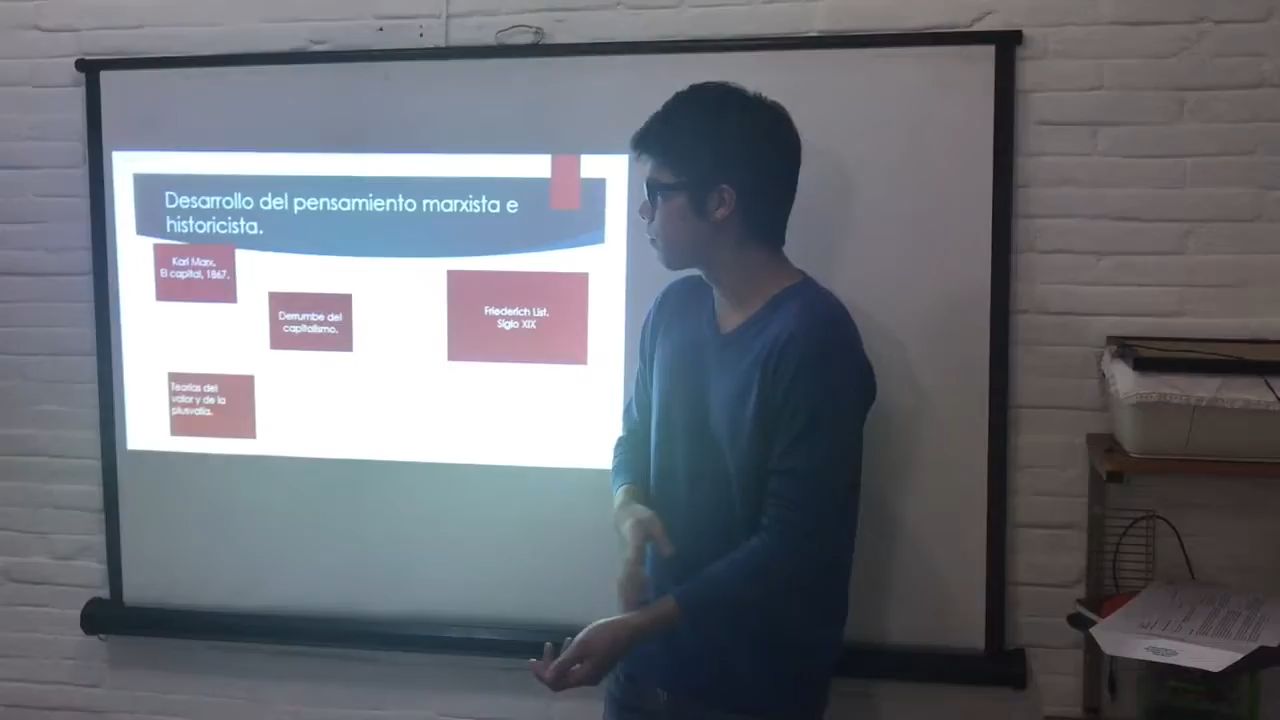 Desarrollo del pensamiento marxista e
historicista.
Karl Marx,
El capital, 1867.
Derrumbe del
capitalismo.
Friederich List.
Siglo XIX
Teorías del
valor y de la
plusvalía.